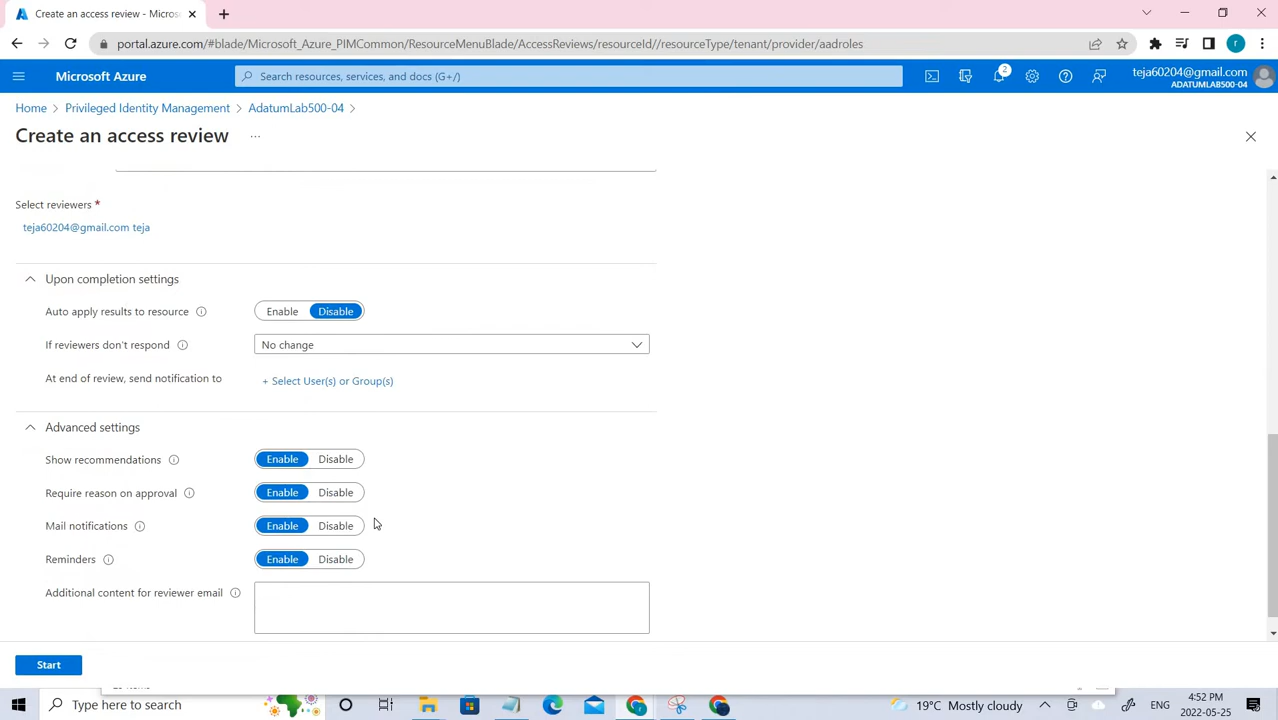 Create an access review - Micros
portal.azure.com/#blade/Microsoft_Azure_PIMCommon/ResourceMenuBlade/AccessReviews/resourceId//resourceType/tenant/provider/aadroles
r
Microsoft Azure
Search resources, services, and docs (G+/)
2
teja60204@gmail.com
ADATUMLAB500-04
Home > Privileged Identity Management > AdatumLab500-04 >
Create an access review ...
Select reviewers *
teja60204@gmail.com teja
Upon completion settings
Auto apply results to resource Enable Disable
If reviewers don't respond No change
At end of review, send notification to + Select User(s) or Group(s)
Advanced settings
Show recommendations Enable Disable
Require reason on approval Enable Disable
Mail notifications Enable Disable
Reminders Enable Disable
Additional content for reviewer email
Start
Type here to search
19°C Mostly cloudy
ENG
4:52 PM
2022-05-25